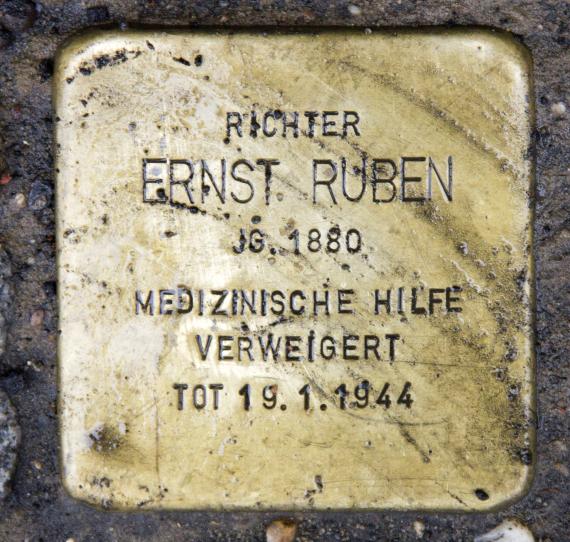 RICHTER
ERNST RUBEN
JG. 1880
MEDIZINISCHE HILFE
VERWEIGERT
TOT 19.1.1944